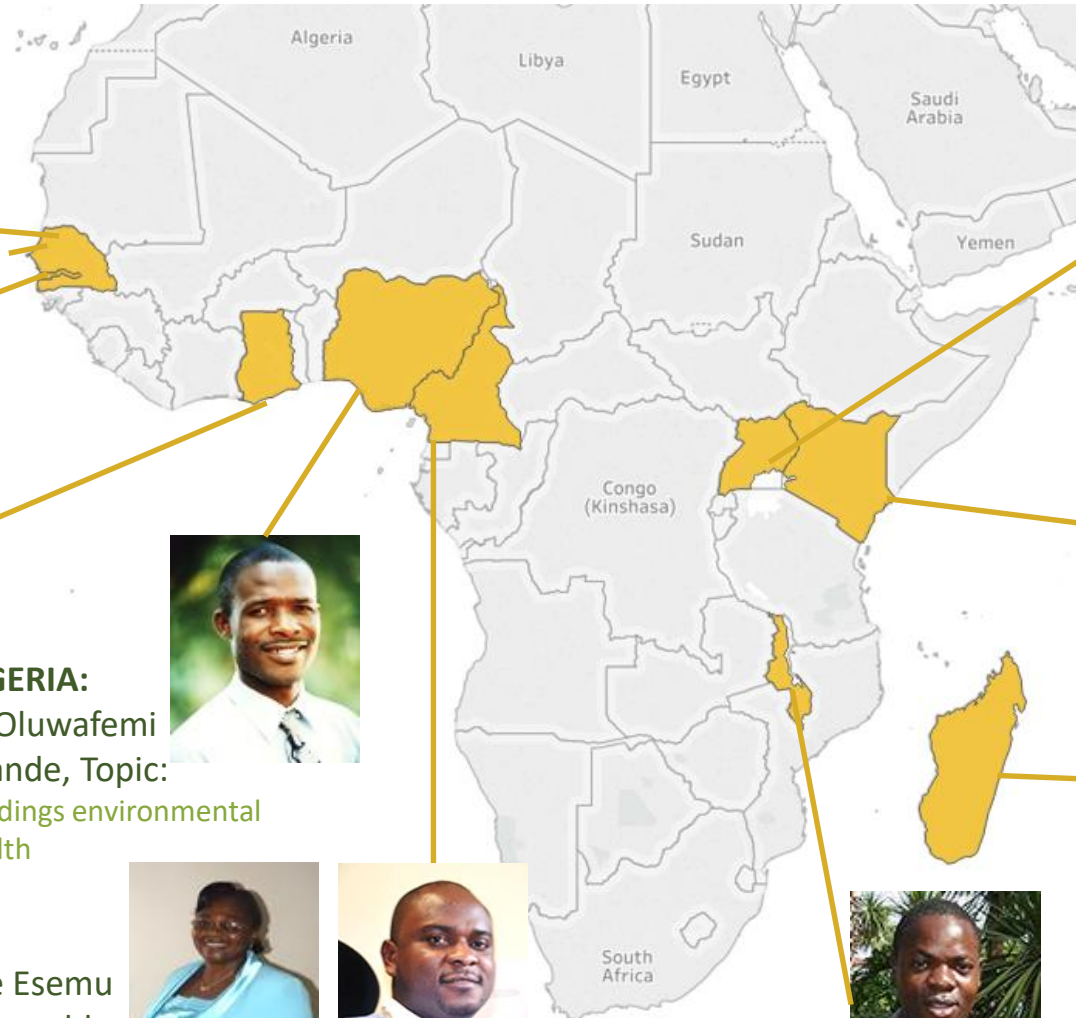 Algeria
Libya
Egypt
Saudi
Arabia
Sudan
Yemen
Congo
(Kinshasa)
GERIA:
Oluwafemi
ande, Topic:
dings environmental
lth
South
Africa
e Esemu